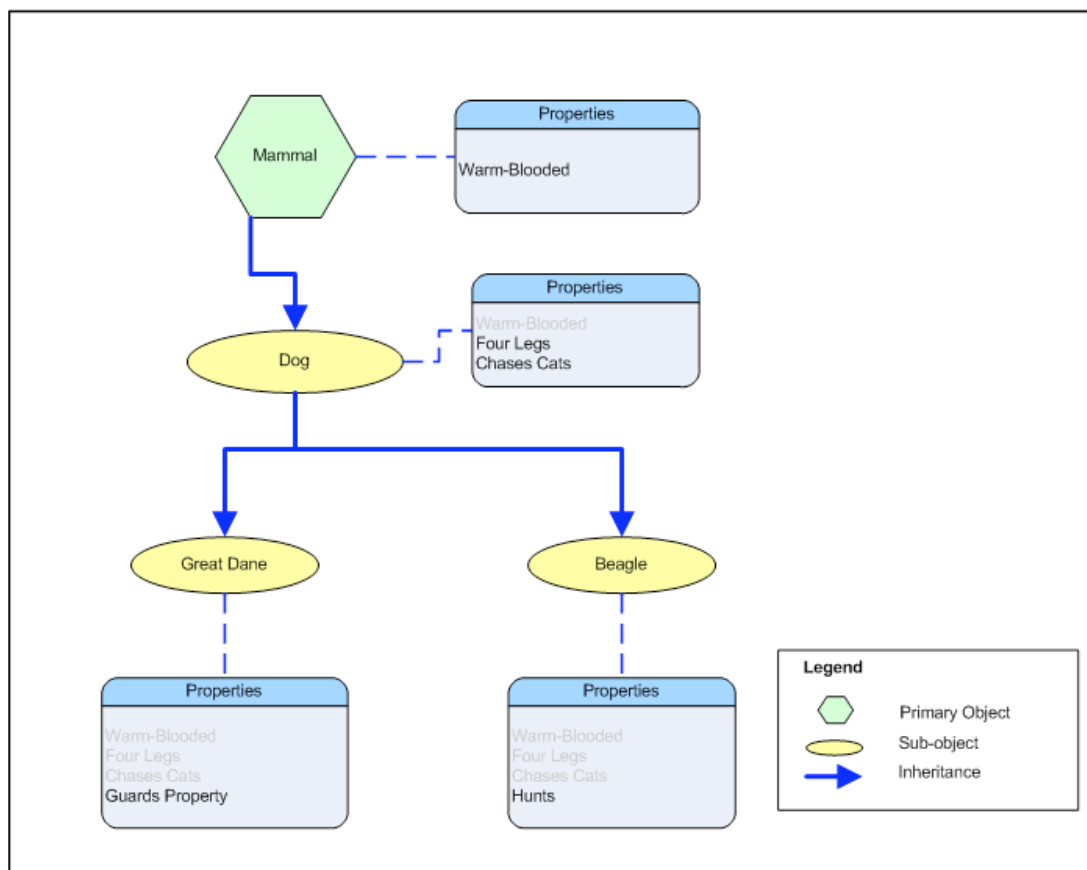 Properties
Mammal
Warm-Blooded
Properties
Warm-Blooded
Four Legs
Chases Cats
Dog
Great Dane
Beagle
Properties
Warm-Blooded
Four Legs
Chases Cats
Guards Property
Properties
Warm-Blooded
Four Legs
Chases Cats
Hunts
Legend
Primary Object
Sub-object
Inheritance